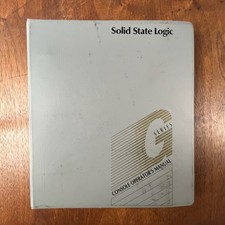 Solid State Logic
G
SERIES
CONSOLE OPERATOR'S MANUAL